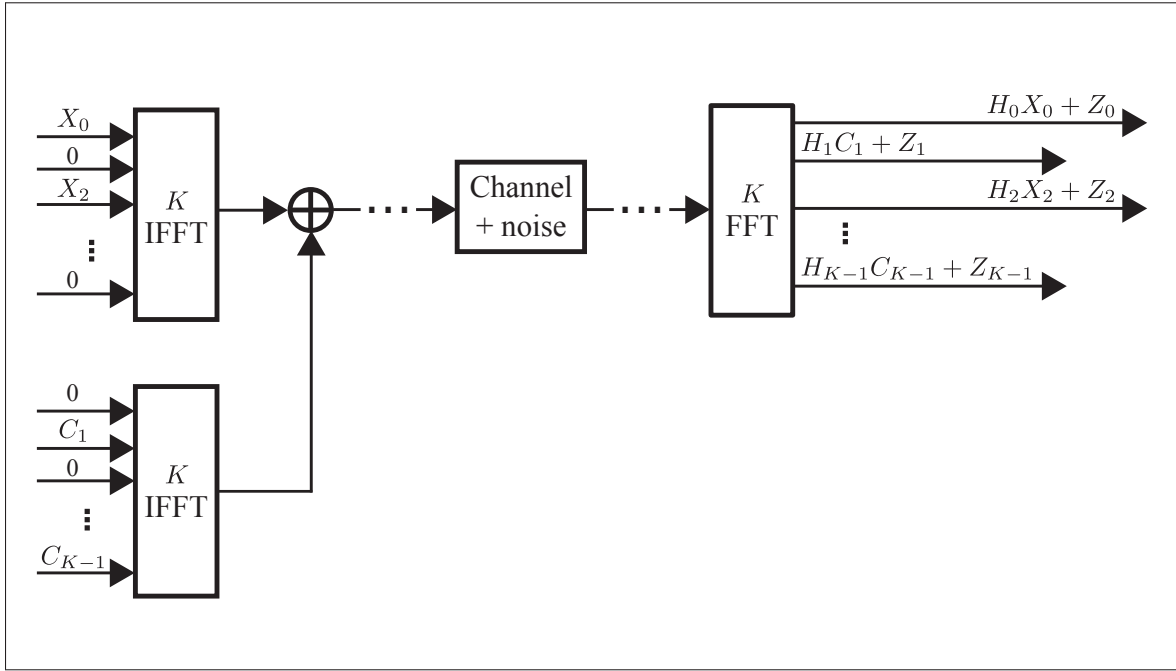 X_0
0
X_2
⋮
0
K
IFFT
⋯
Channel
+ noise
⋯
K
FFT
H_0X_0 + Z_0
H_1C_1 + Z_1
H_2X_2 + Z_2
⋮
H_{K-1}C_{K-1} + Z_{K-1}
0
C_1
0
⋮
C_{K-1}
K
IFFT